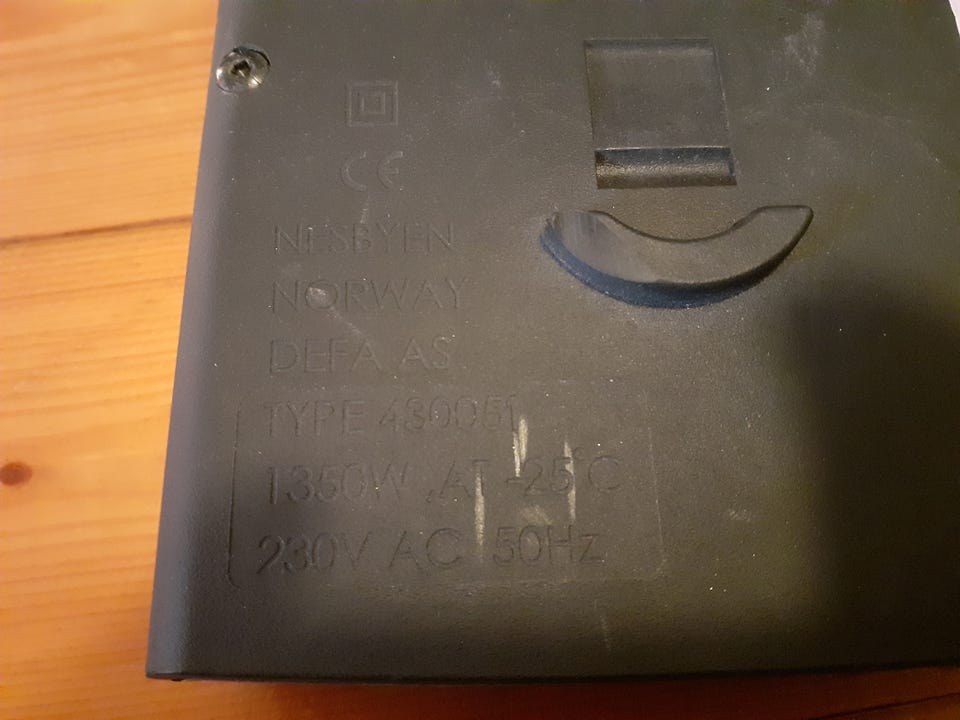 CE
NESBYEN
NORWAY
DEFA AS
TYPE 430051
1350W AT -25°C
230V AC 50Hz